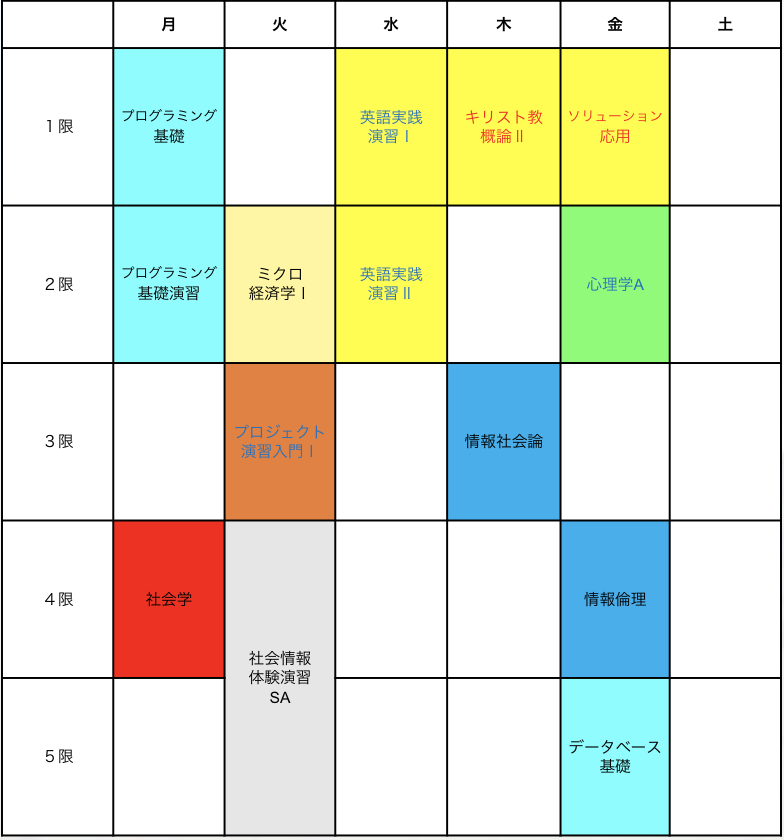 月 火 水 木 金 土
1限
プログラミング
基礎
英語実践
演習Ⅰ
キリスト教
概論Ⅱ
ソリューション
応用
2限
プログラミング
基礎演習
ミクロ
経済学Ⅰ
英語実践
演習Ⅱ
心理学A
3限
プロジェクト
演習入門Ⅰ
情報社会論
4限
社会学
社会情報
体験演習
SA
情報倫理
5限
データベース
基礎